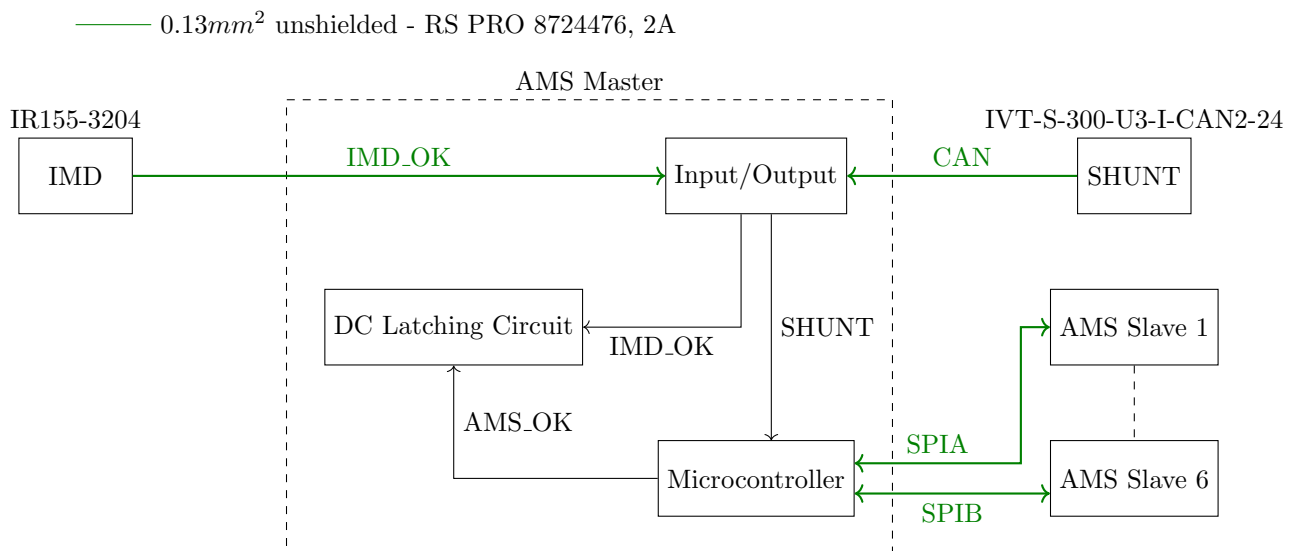 0.13mm² unshielded - RS PRO 8724476, 2A
AMS Master
IR155-3204
IVT-S-300-U3-I-CAN2-24
IMD
IMD_OK
Input/Output
CAN
SHUNT
DC Latching Circuit
IMD_OK
SHUNT
AMS Slave 1
AMS_OK
Microcontroller
SPIA
SPIB
AMS Slave 6